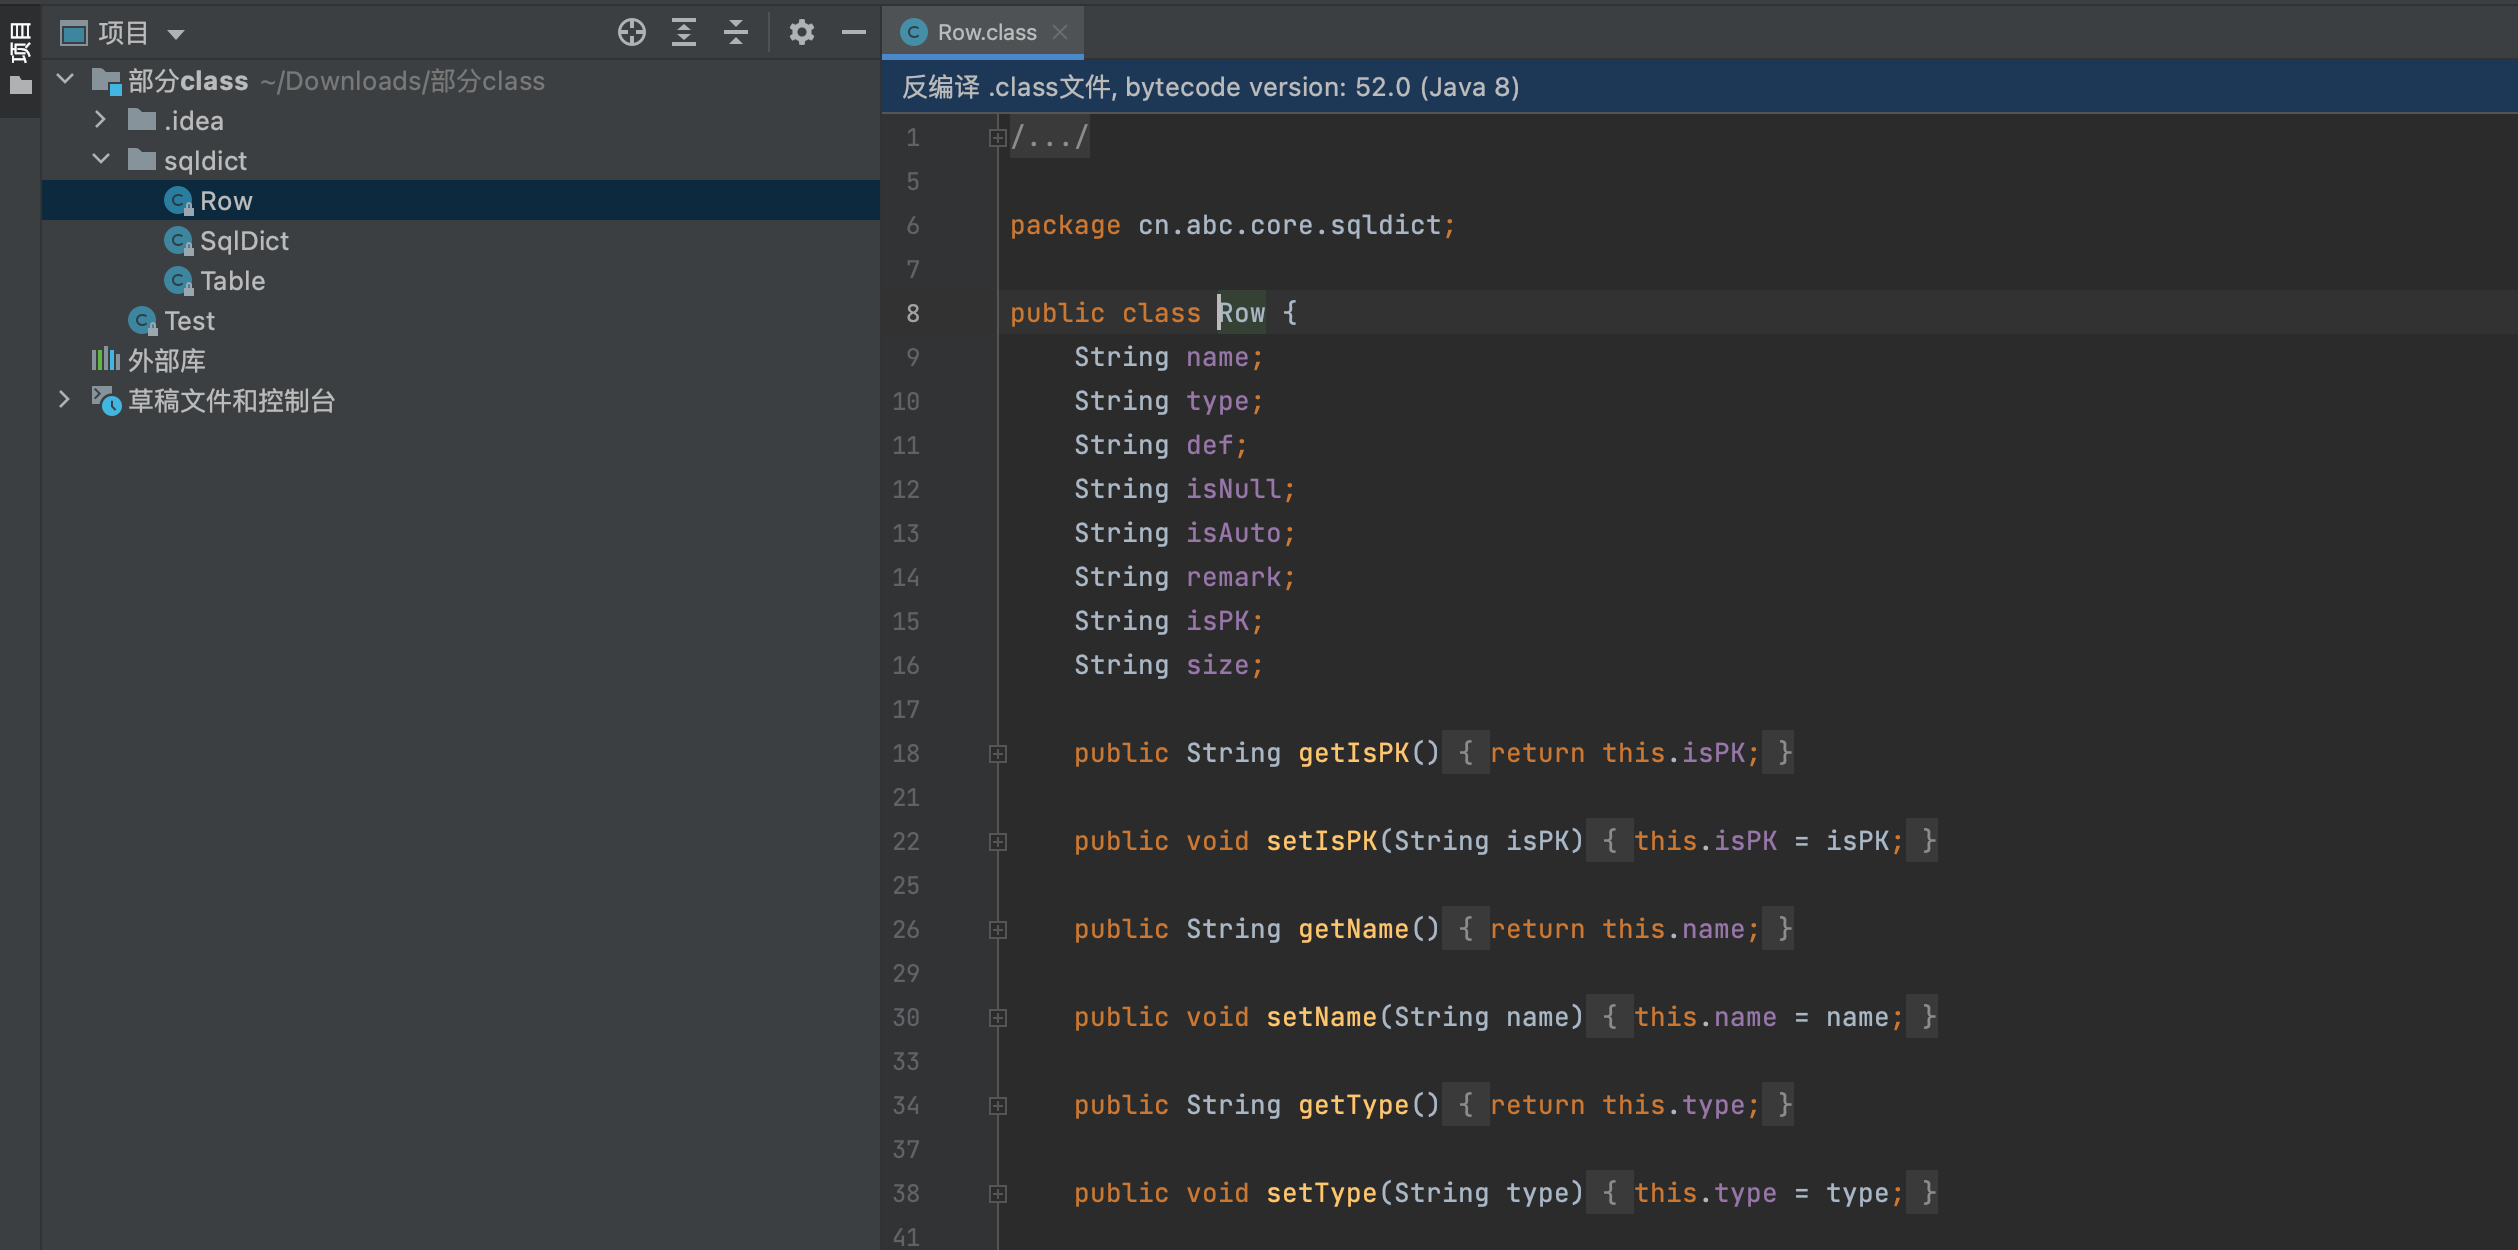 项目
项目
部分class ~/Downloads/部分class
.idea
sqldict
Row
SqlDict
Table
Test
外部库
草稿文件和控制台
Row.class
反编译 .class文件, bytecode version: 52.0 (Java 8)
1 /.../
5
6 package cn.abc.core.sqldict;
7
8 public class Row {
9 String name;
10 String type;
11 String def;
12 String isNull;
13 String isAuto;
14 String remark;
15 String isPK;
16 String size;
17
18 public String getIsPK() { return this.isPK; }
21
22 public void setIsPK(String isPK) { this.isPK = isPK; }
25
26 public String getName() { return this.name; }
29
30 public void setName(String name) { this.name = name; }
33
34 public String getType() { return this.type; }
37
38 public void setType(String type) { this.type = type; }
41